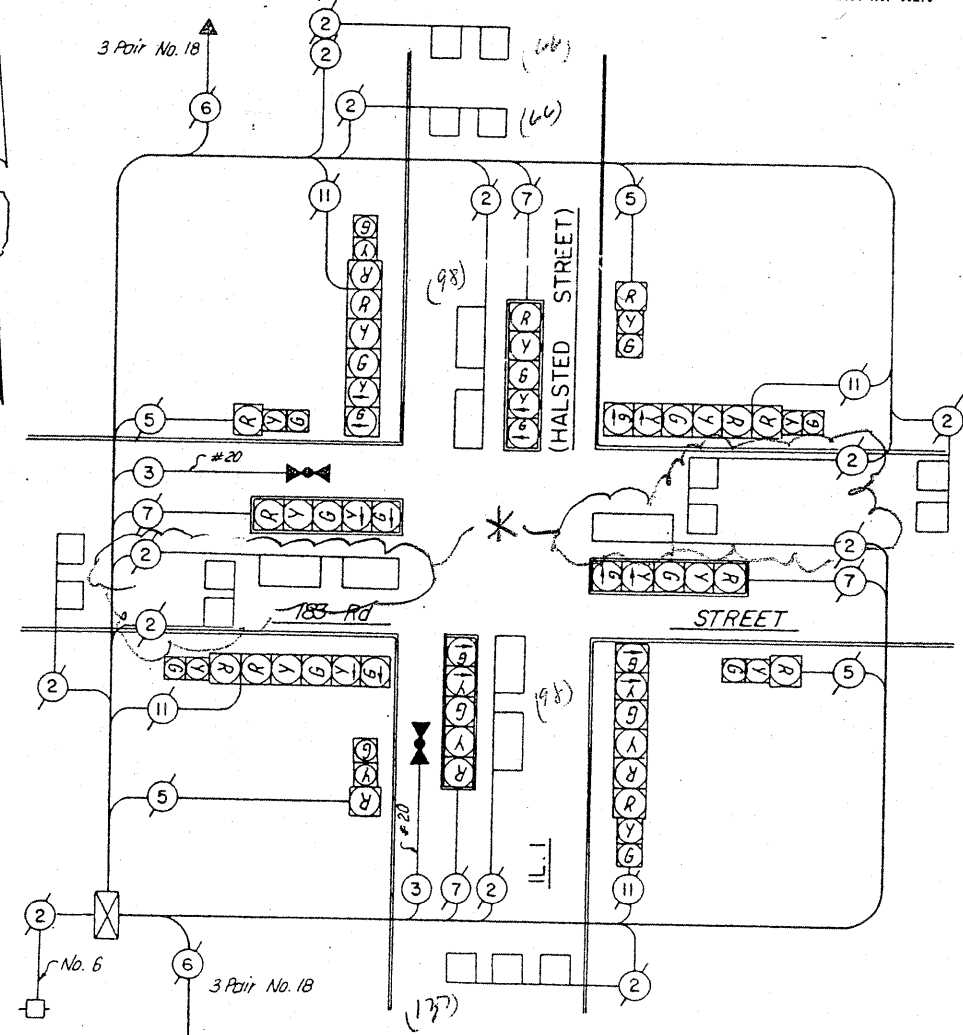 2
3 Pair No. 18
2
(66)
6
2
(66)
11
2
7
5
G
Y
R
R
Y
G
Y
G
(98)
R
Y
G
Y
G
(HALSTED STREET)
R
Y
G
11
5
R Y G
G Y G Y R R Y G
2
3
#20
2
7
R Y G Y G
2
2
G Y G Y R
7
183 Rd
STREET
2
G Y R R Y G Y G
G
Y
G
Y
R
(98)
G
Y
G
Y
R
R
Y
G
G Y R
5
2
11
G
Y
R
5
#20
IL. 1
3
7
2
11
2
No. 6
6
3 Pair No. 18
2